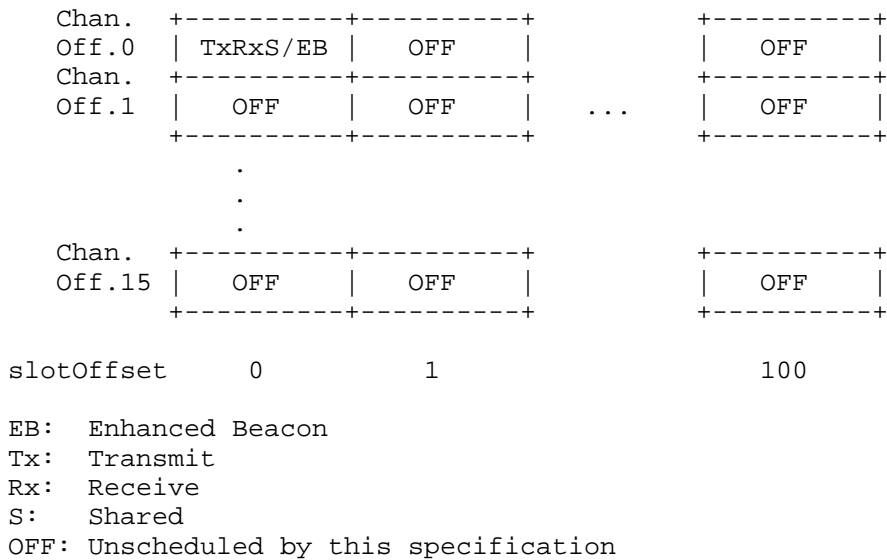 Chan.  +----------+----------+          +----------+
   Off.0  | TxRxS/EB |   OFF    |          |   OFF    |
   Chan.  +----------+----------+          +----------+
   Off.1  |   OFF    |   OFF    |   ...    |   OFF    |
          +----------+----------+          +----------+
              .
              .
              .
   Chan.  +----------+----------+          +----------+
   Off.15 |   OFF    |   OFF    |          |   OFF    |
          +----------+----------+          +----------+

slotOffset     0          1                    100

EB:  Enhanced Beacon
Tx:  Transmit
Rx:  Receive
S:   Shared
OFF: Unscheduled by this specification